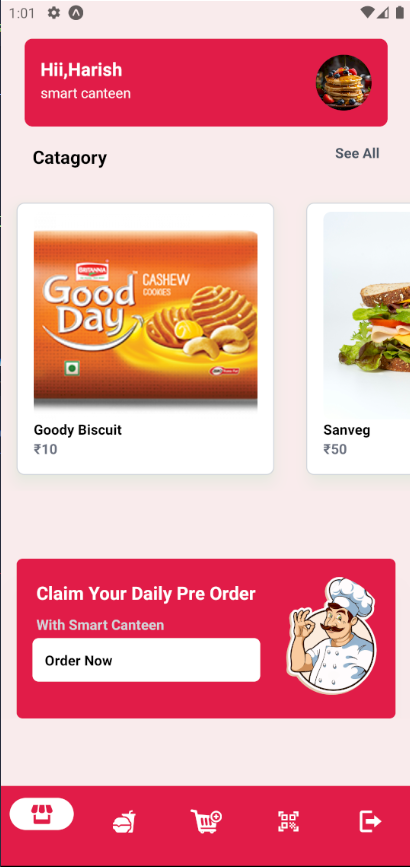 1:01
Hii,Harish
smart canteen
Catagory
See All
BRITANNIA
Good
Day
CASHEW
COOKIES
Goody Biscuit
₹10
Sanveg
₹50
Claim Your Daily Pre Order
With Smart Canteen
Order Now